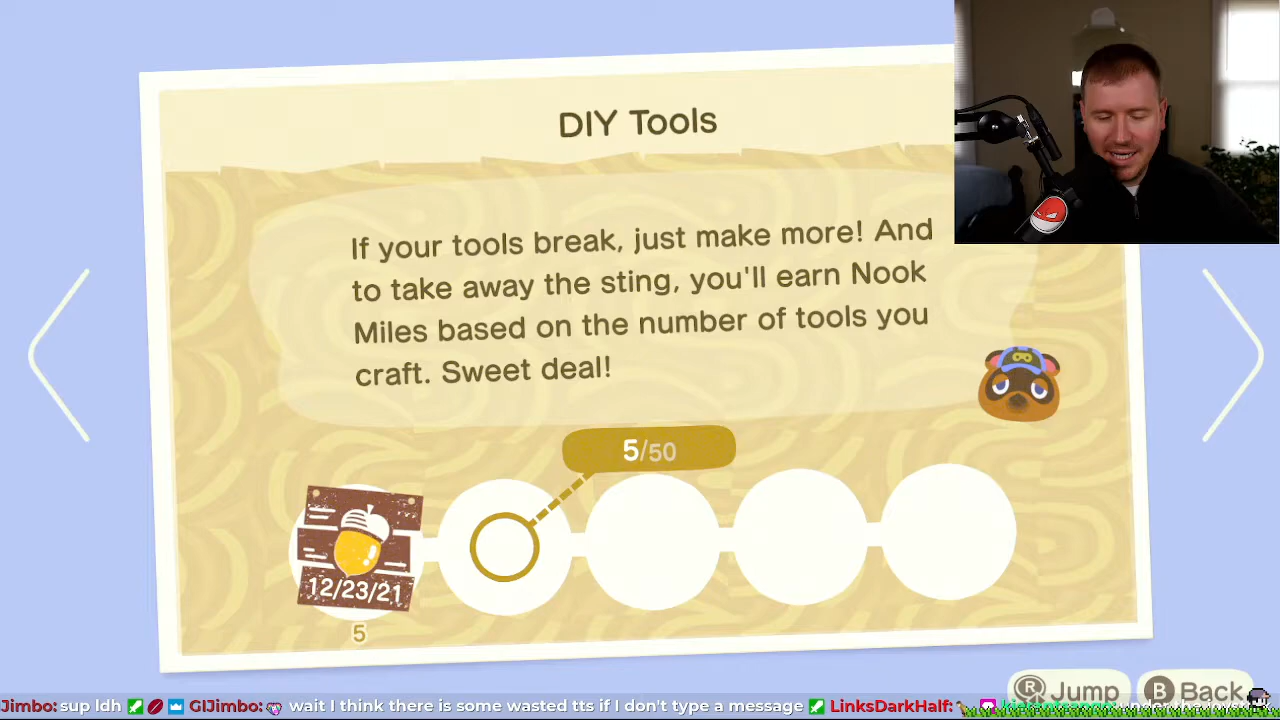 DIY Tools
If your tools break, just make more! And
to take away the sting, you'll earn Nook
Miles based on the number of tools you
craft. Sweet deal!
5/50
12/23/21
5
R Jump B Back
Jimbo: sup ldr GIJimbo: wait I think there is some wasted tts if I don't type a message LinksDarkHalf: